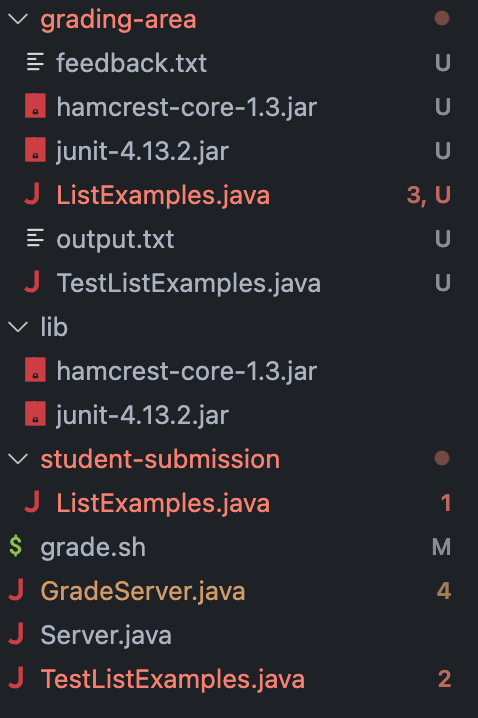 grading-area
feedback.txt U
hamcrest-core-1.3.jar U
junit-4.13.2.jar U
ListExamples.java 3, U
output.txt U
TestListExamples.java U
lib
hamcrest-core-1.3.jar
junit-4.13.2.jar
student-submission
ListExamples.java 1
$ grade.sh M
GradeServer.java 4
Server.java
TestListExamples.java 2